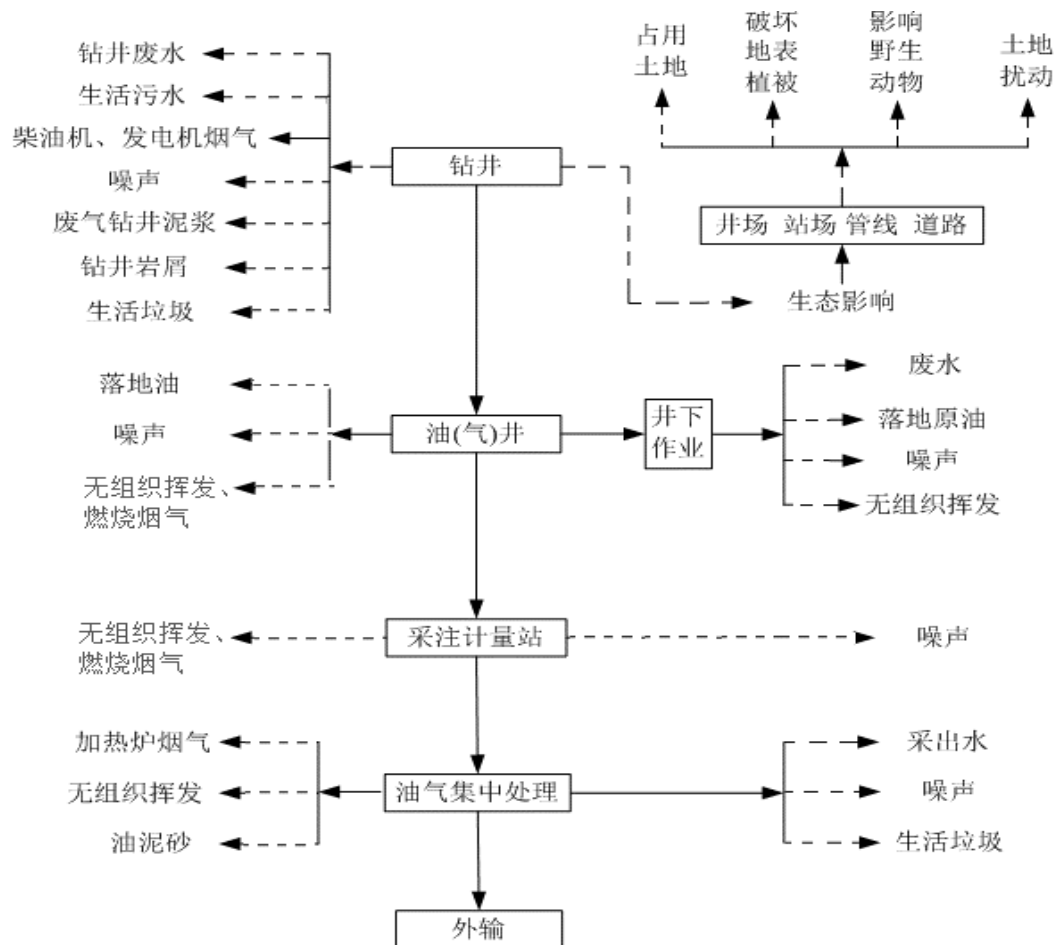 钻井废水
生活污水
柴油机、发电机烟气
噪声
废气钻井泥浆
钻井岩屑
生活垃圾
钻井
占用
土地
破坏
地表
植被
影响
野生
动物
土地
扰动
井场 站场 管线 道路
生态影响
落地油
噪声
无组织挥发、
燃烧烟气
油(气)井
井下
作业
废水
落地原油
噪声
无组织挥发
无组织挥发、
燃烧烟气
采注计量站
噪声
加热炉烟气
无组织挥发
油泥砂
油气集中处理
采出水
噪声
生活垃圾
外输